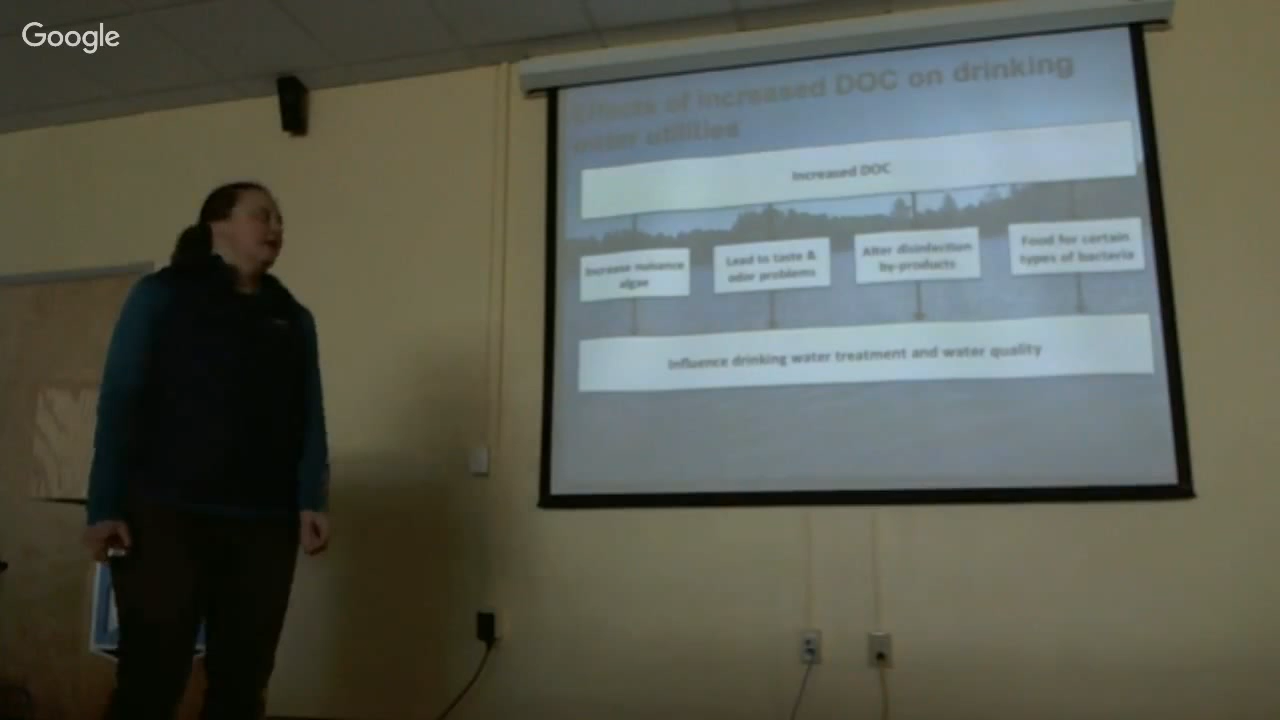 Google
Effects of increased DOC on drinking
water utilities
Increased DOC
Increase nuisance
algae
Lead to taste &
odor problems
Alter disinfection
by-products
Food for certain
types of bacteria
Influence drinking water treatment and water quality